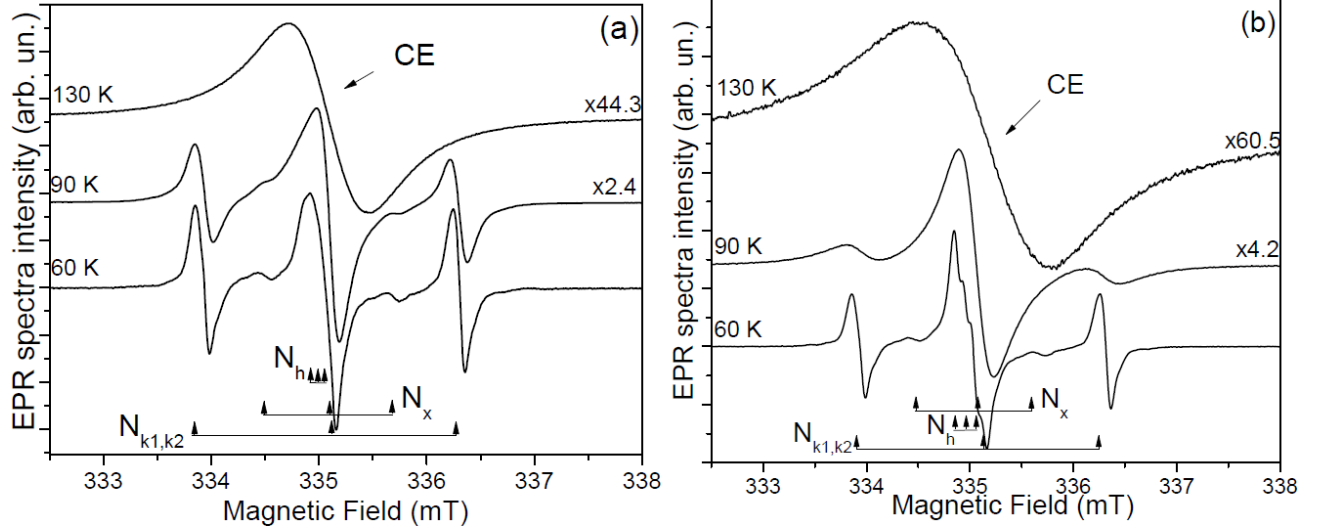 (a)
EPR spectra intensity (arb. un.)
CE
130 K
x44.3
90 K
x2.4
60 K
N_h
N_x
N_k1,k2
333 334 335 336 337 338
Magnetic Field (mT)
(b)
EPR spectra intensity (arb. un.)
CE
130 K
x60.5
90 K
x4.2
60 K
N_x
N_h
N_k1,k2
333 334 335 336 337 338
Magnetic Field (mT)